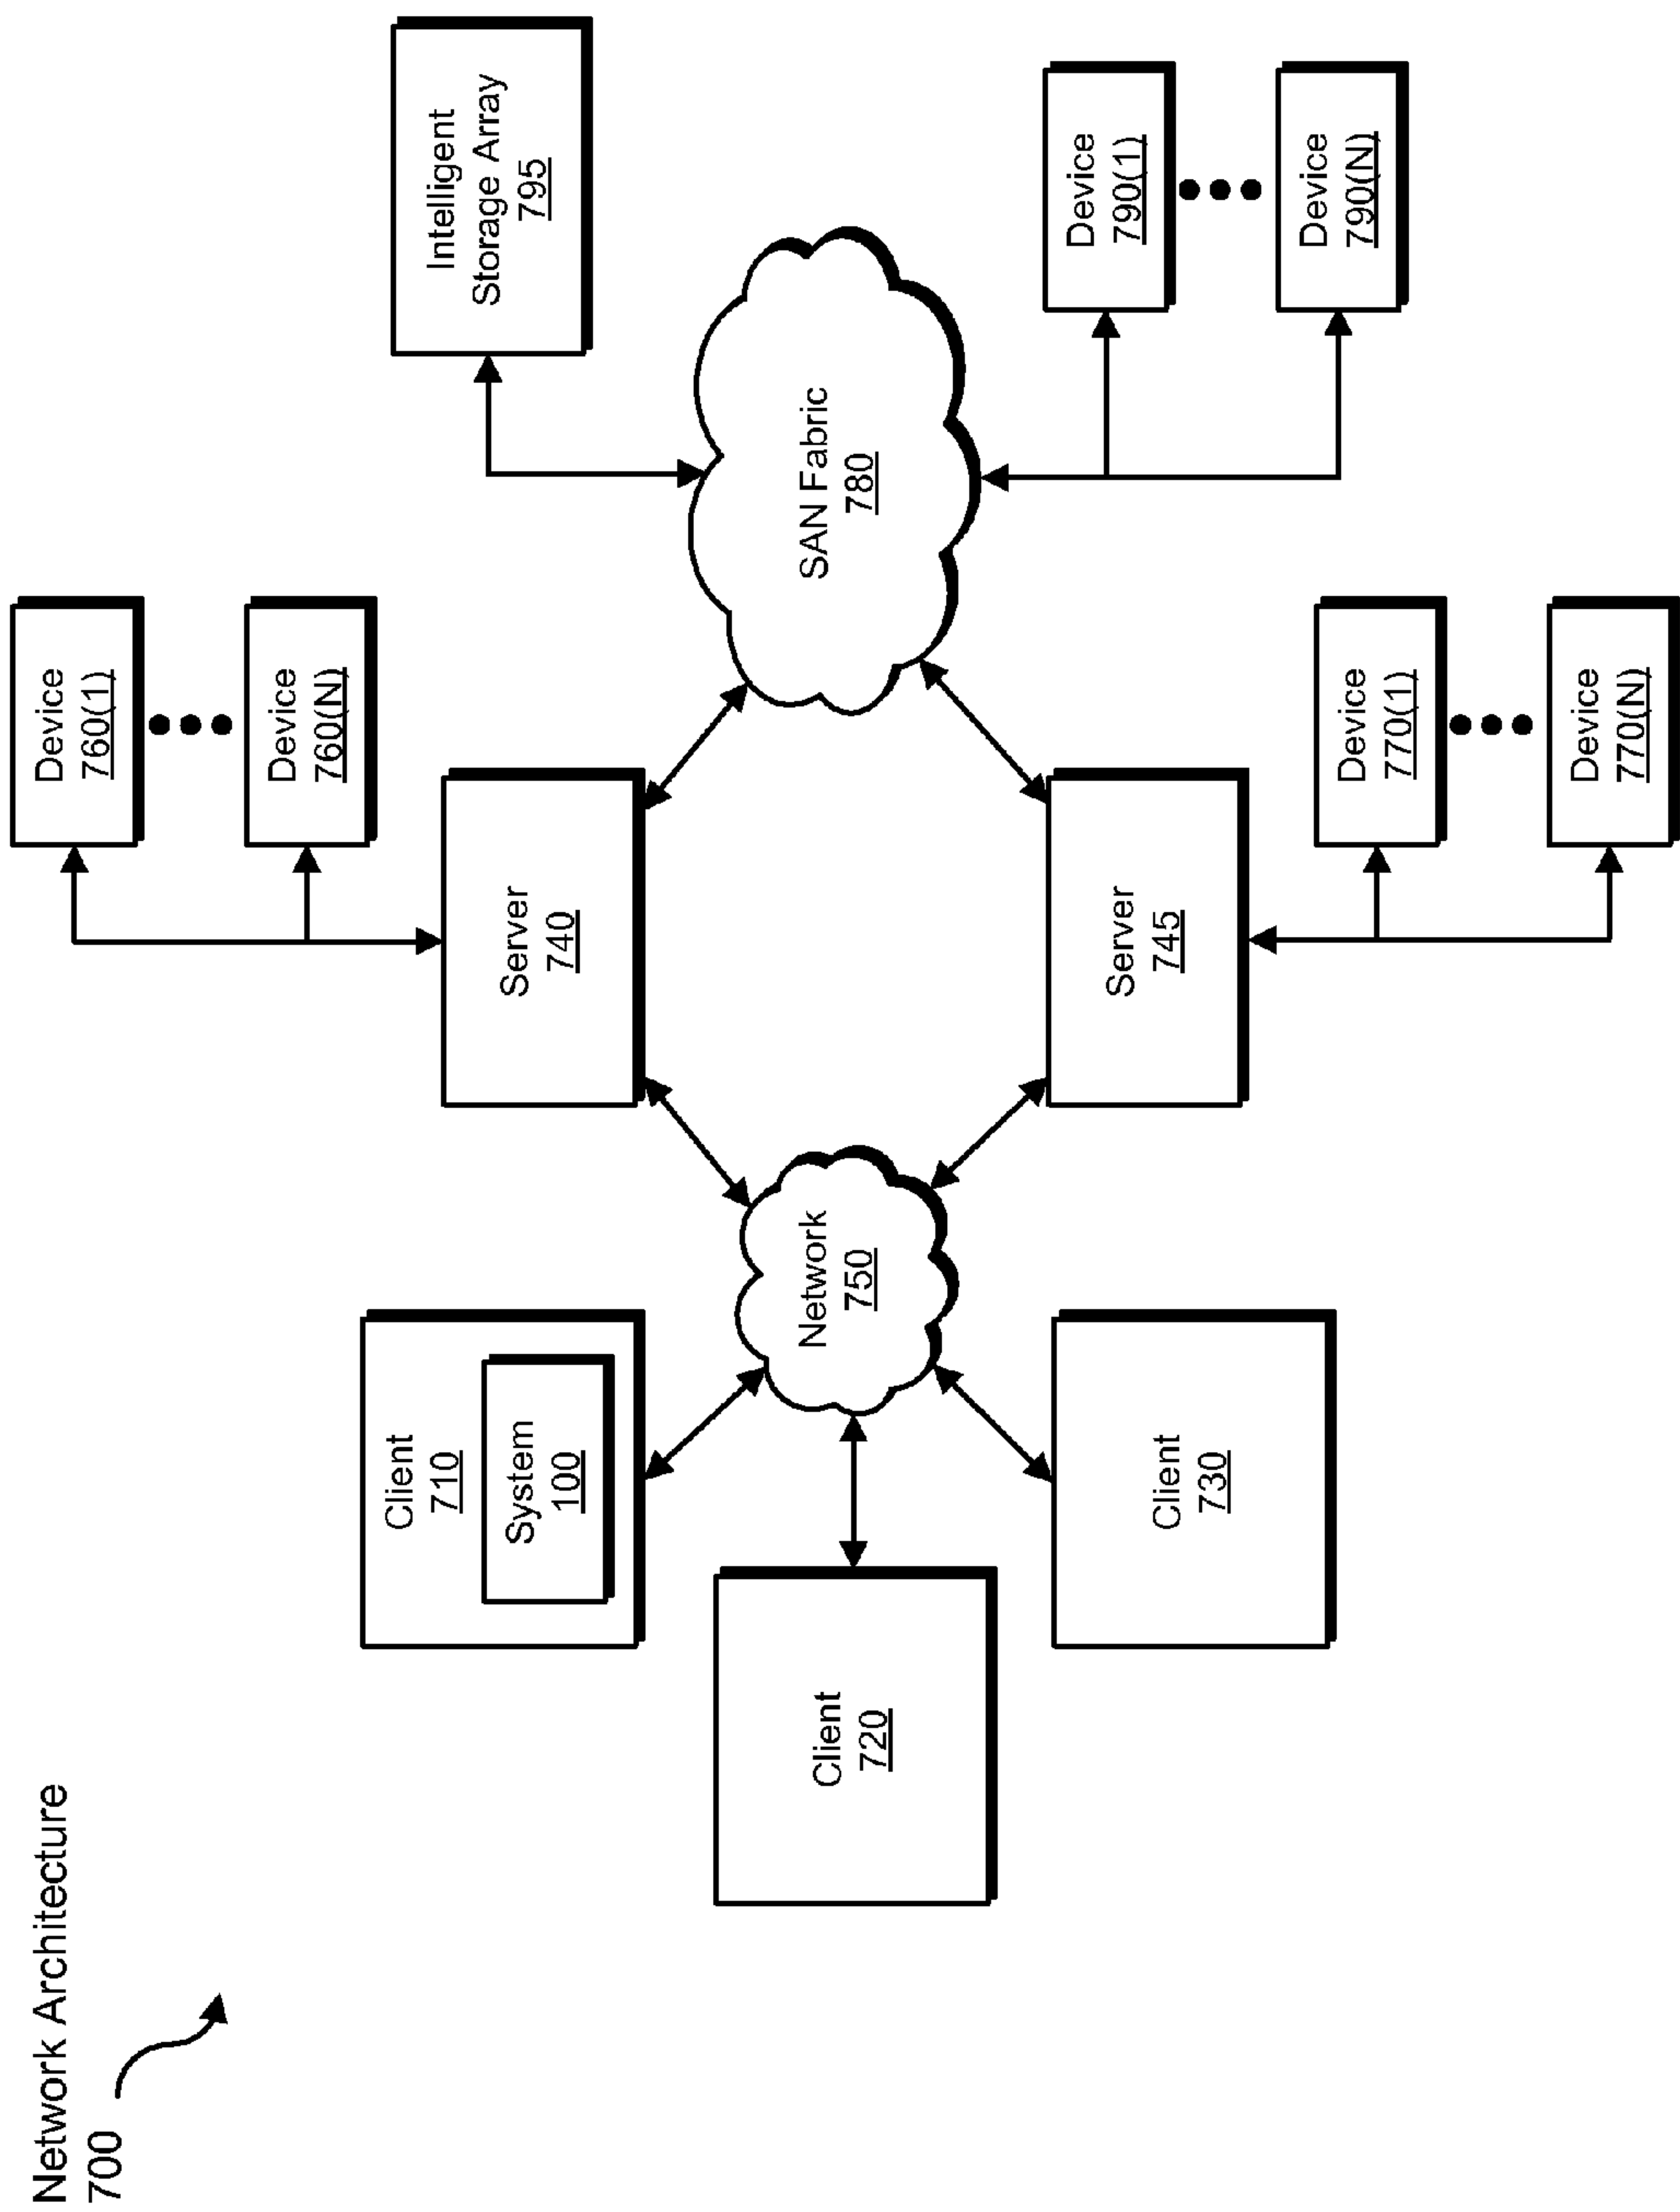 Network Architecture
700
Client
710
System
100
Client
720
Client
730
Network
750
Server
740
Server
745
Device
760(1)
Device
760(N)
Device
770(1)
Device
770(N)
SAN Fabric
780
Intelligent
Storage Array
795
Device
790(1)
Device
790(N)